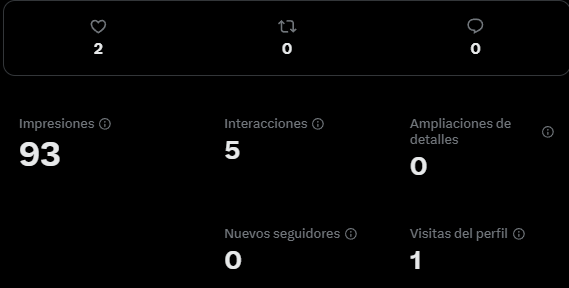 2 0 0
Impresiones Interacciones Ampliaciones de
detalles
93 5 0
Nuevos seguidores Visitas del perfil
0 1